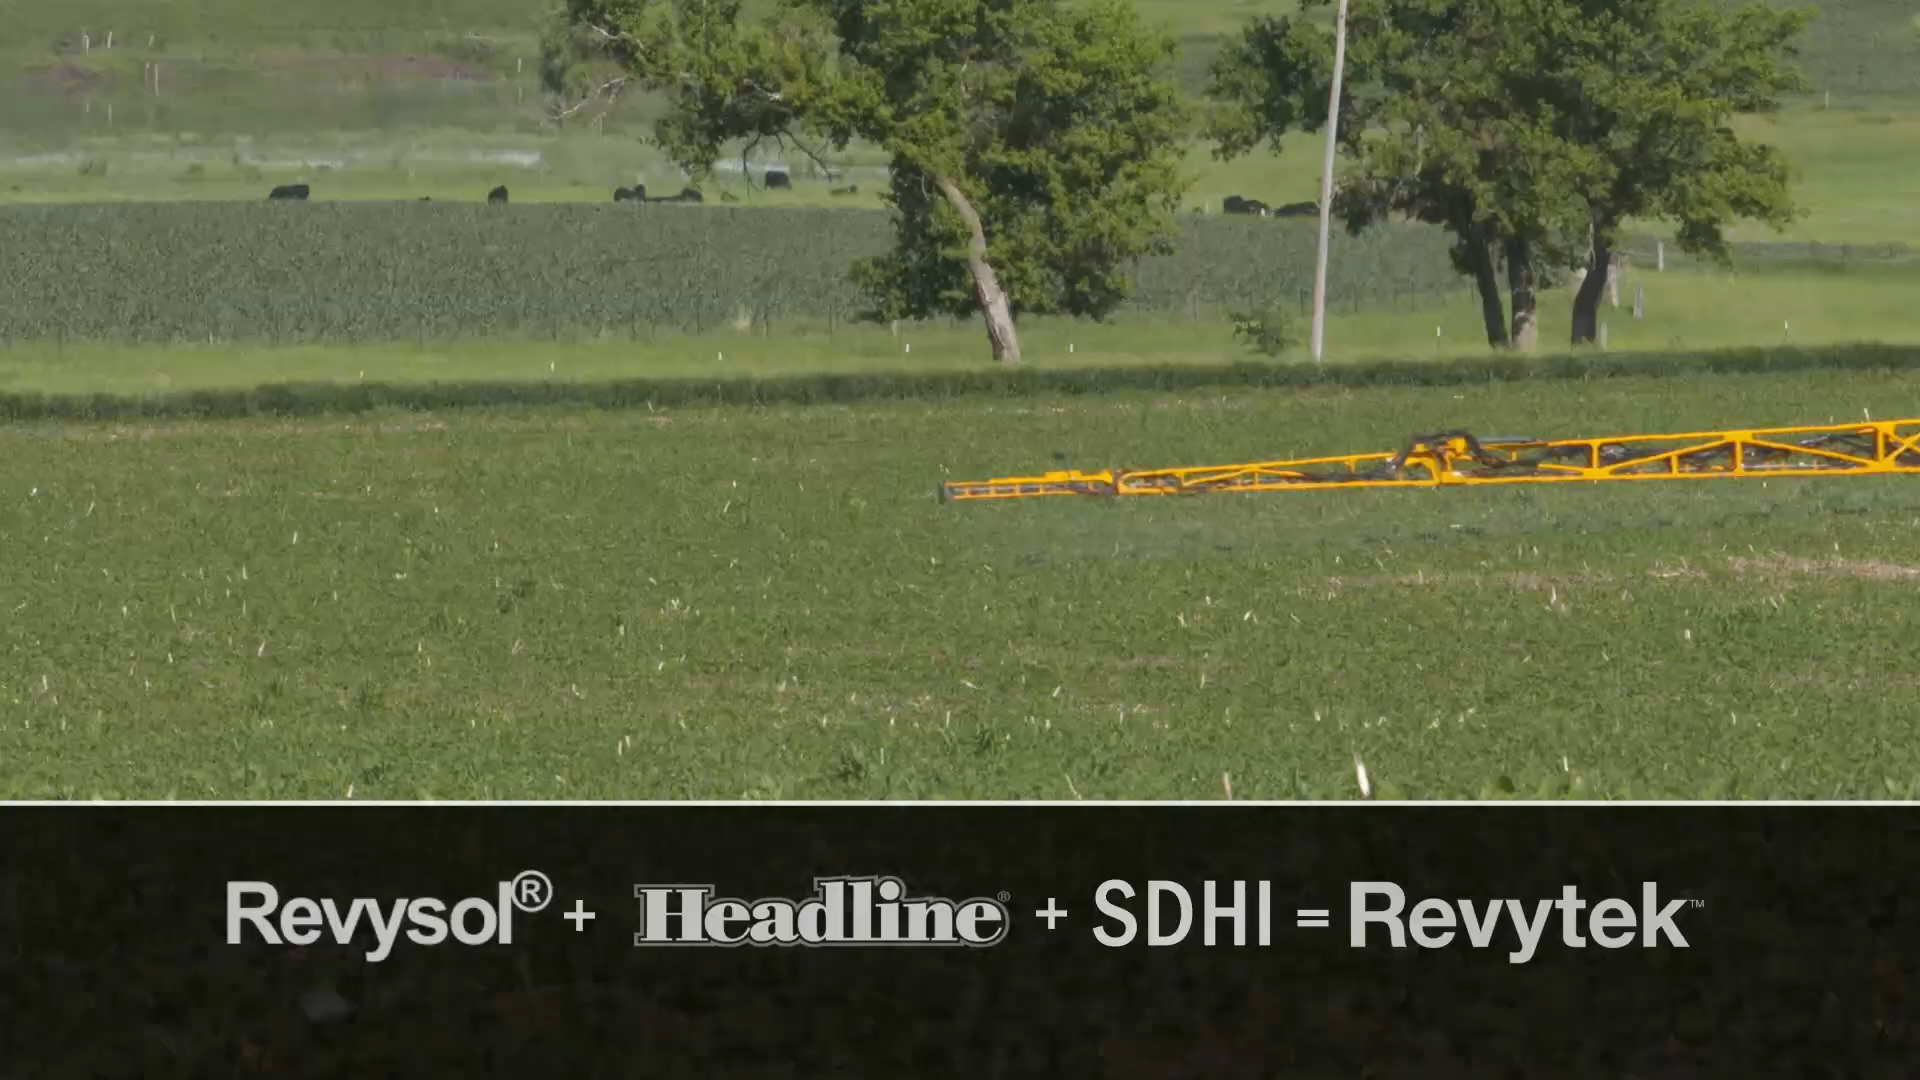 Revysol® + Headline® + SDHI = Revytek™